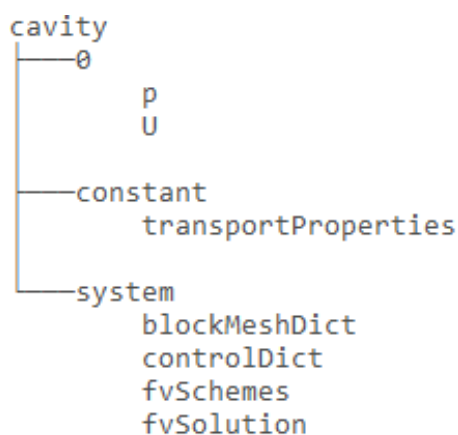 cavity
0
p
U
constant
transportProperties
system
blockMeshDict
controlDict
fvSchemes
fvSolution